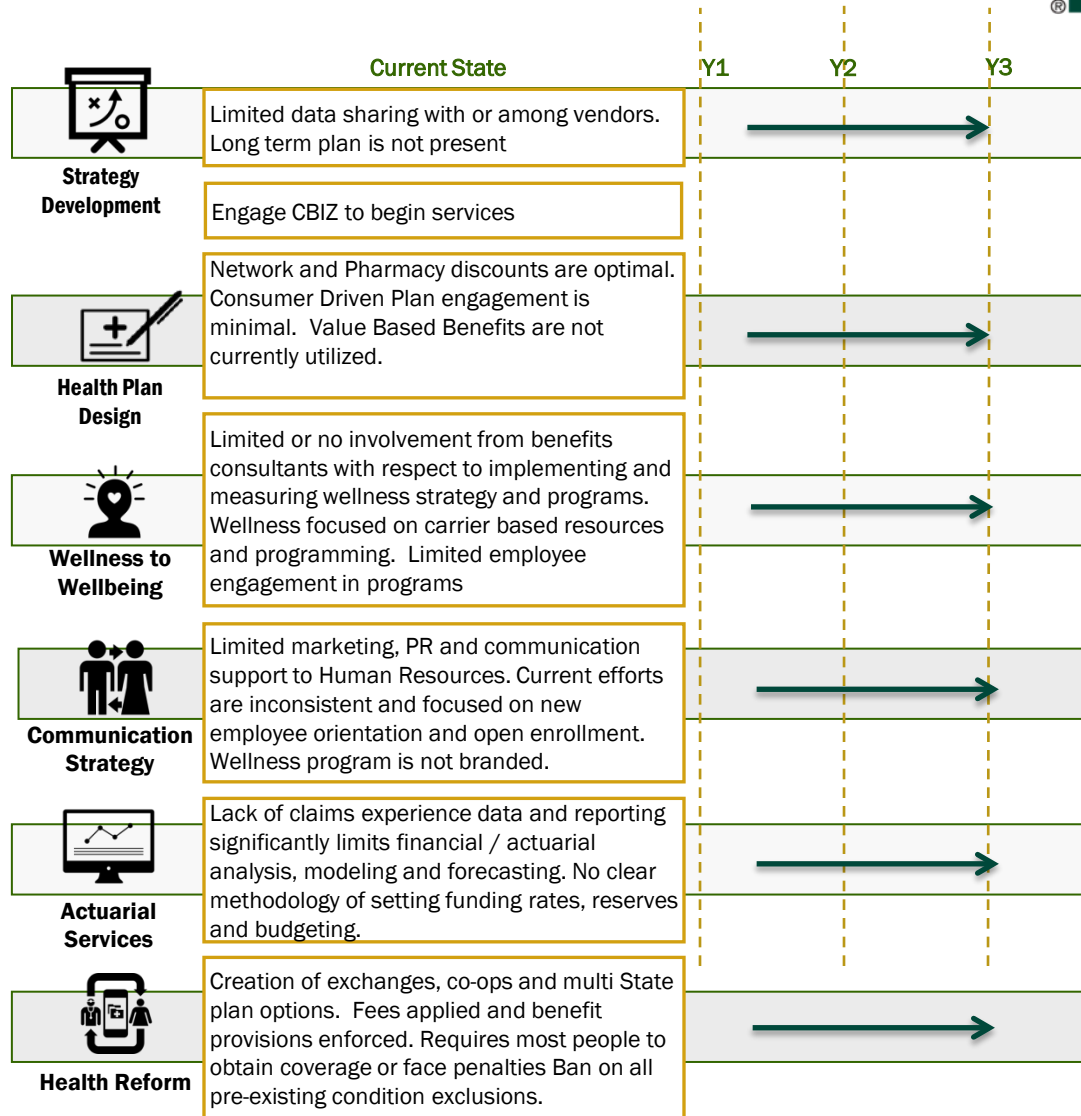 ®
Current State Y1 Y2 Y3
Limited data sharing with or among vendors.
Long term plan is not present
Strategy
Development
Engage CBIZ to begin services
Network and Pharmacy discounts are optimal.
Consumer Driven Plan engagement is
minimal.  Value Based Benefits are not
currently utilized.
Health Plan
Design
Limited or no involvement from benefits
consultants with respect to implementing and
measuring wellness strategy and programs.
Wellness focused on carrier based resources
and programming.  Limited employee
engagement in programs
Wellness to
Wellbeing
Limited marketing, PR and communication
support to Human Resources. Current efforts
are inconsistent and focused on new
employee orientation and open enrollment.
Wellness program is not branded.
Communication
Strategy
Lack of claims experience data and reporting
significantly limits financial / actuarial
analysis, modeling and forecasting. No clear
methodology of setting funding rates, reserves
and budgeting.
Actuarial
Services
Creation of exchanges, co-ops and multi State
plan options.  Fees applied and benefit
provisions enforced. Requires most people to
obtain coverage or face penalties Ban on all
pre-existing condition exclusions.
Health Reform